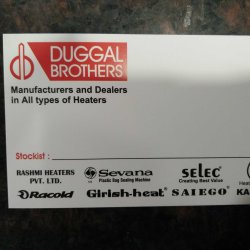 DUGGAL
BROTHERS
Manufacturers and Dealers
in All types of Heaters
Stockist :
RASHMI HEATERS
PVT. LTD.
Sevana
Plastic Bag Sealing Machine
SELEC
Creating Best Value
Racold
Girish-heat
SAIEGO